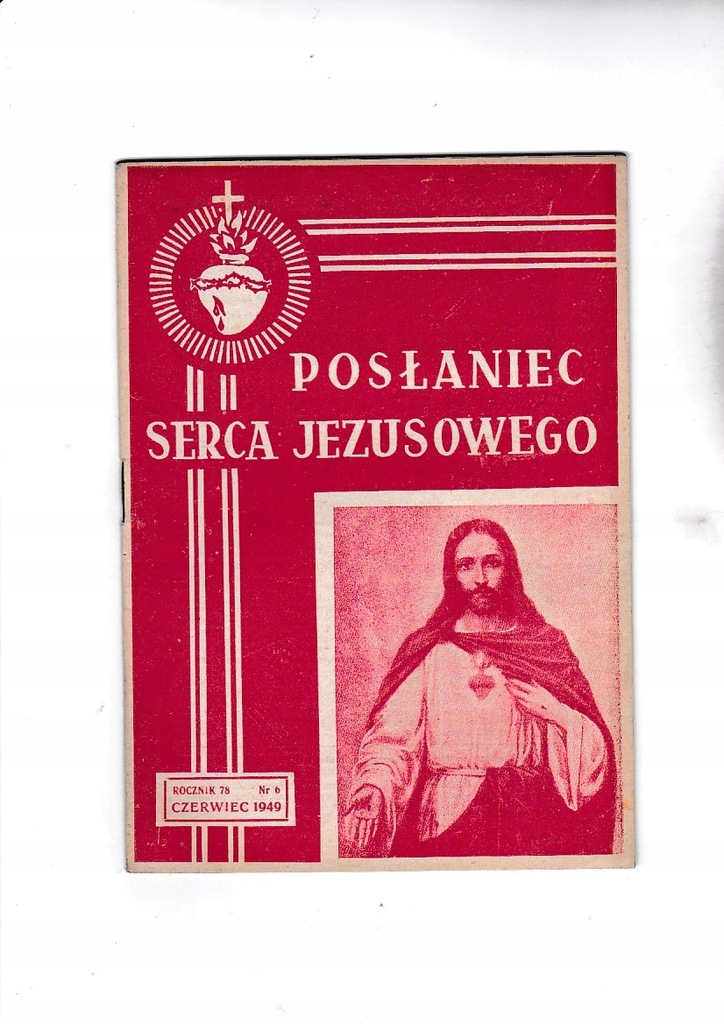 POSŁANIEC
SERCA JEZUSOWEGO
ROCZNIK 78 Nr 6
CZERWIEC 1949